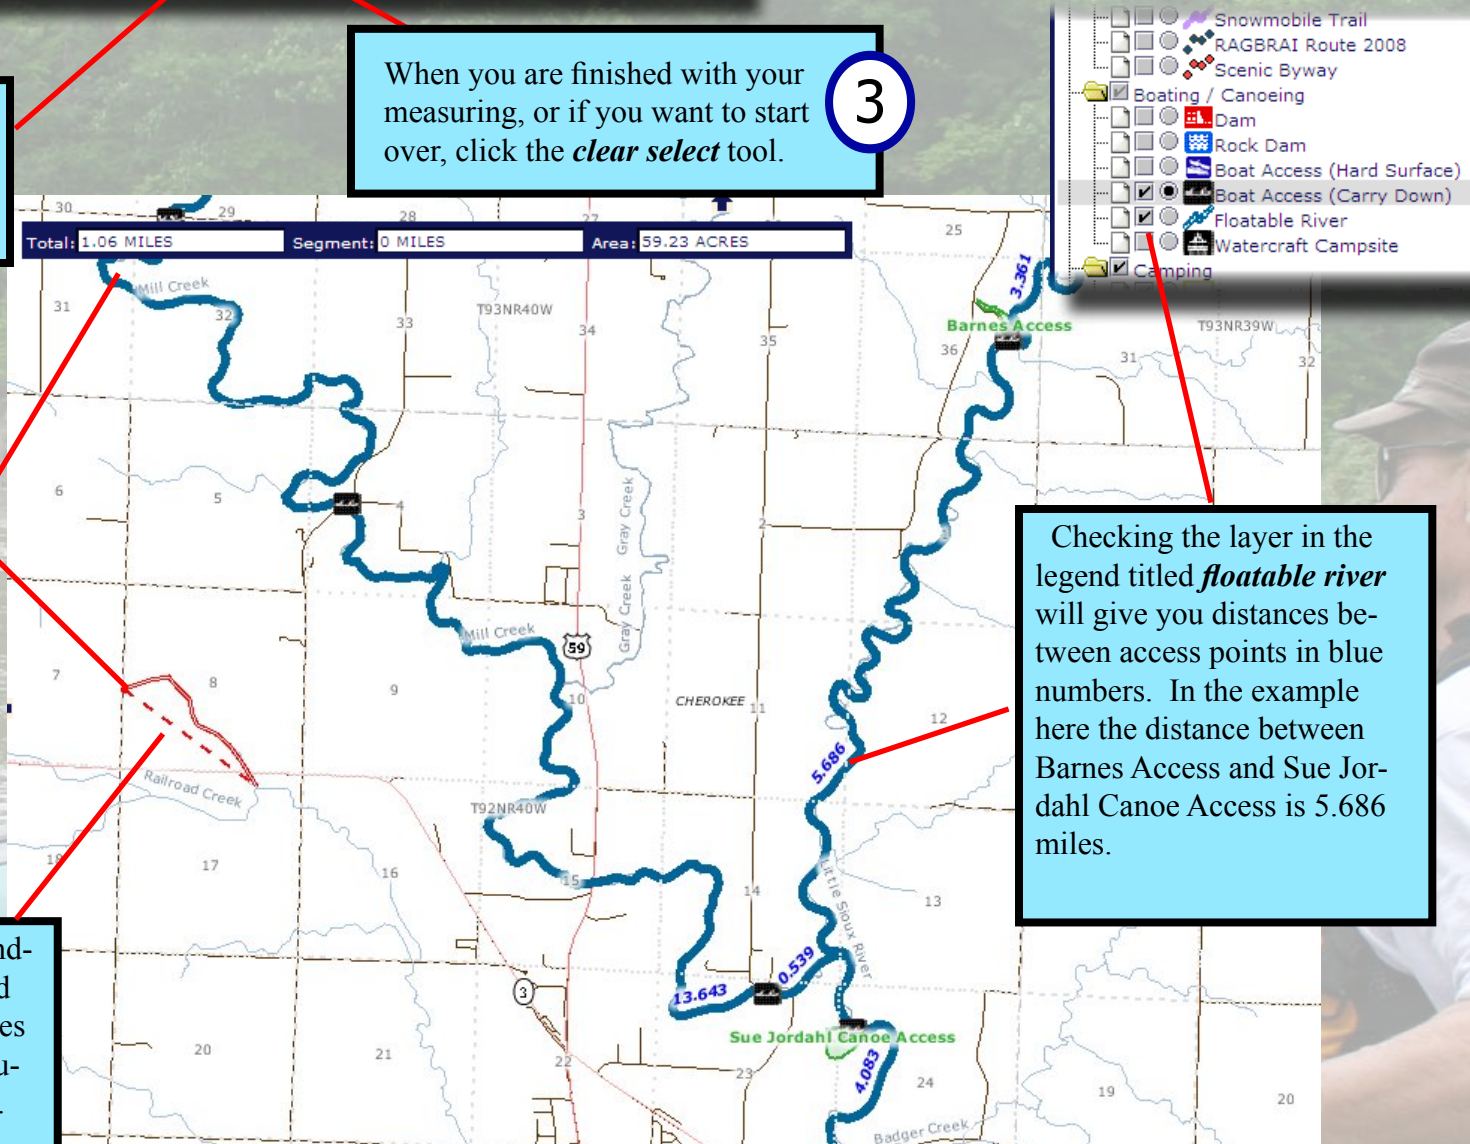 When you are finished with your
measuring, or if you want to start
over, click the clear select tool.
3
Snowmobile Trail
RAGBRAI Route 2008
Scenic Byway
Boating / Canoeing
Dam
Rock Dam
Boat Access (Hard Surface)
Boat Access (Carry Down)
Floatable River
Watercraft Campsite
Camping
30
29
28
27
25
Total: 1.06 MILES Segment: 0 MILES Area: 59.23 ACRES
Mill Creek
3.361
31
32
33
T93NR40W
34
35
Barnes Access
36
T93NR39W
31
32
6
5
4
3
Gray Creek
Gray Creek
2
Checking the layer in the
legend titled floatable river
will give you distances be-
tween access points in blue
numbers. In the example
here the distance between
Barnes Access and Sue Jor-
dahl Canoe Access is 5.686
miles.
Mill Creek
59
7
8
9
10
CHEROKEE
11
12
5.686
Railroad Creek
T92NR40W
18
17
16
15
14
13
Little Sioux River
nd-
d
es
u-
-
3
13.643
0.539
Sue Jordahl Canoe Access
4.083
20
21
22
23
24
19
20
Badger Creek